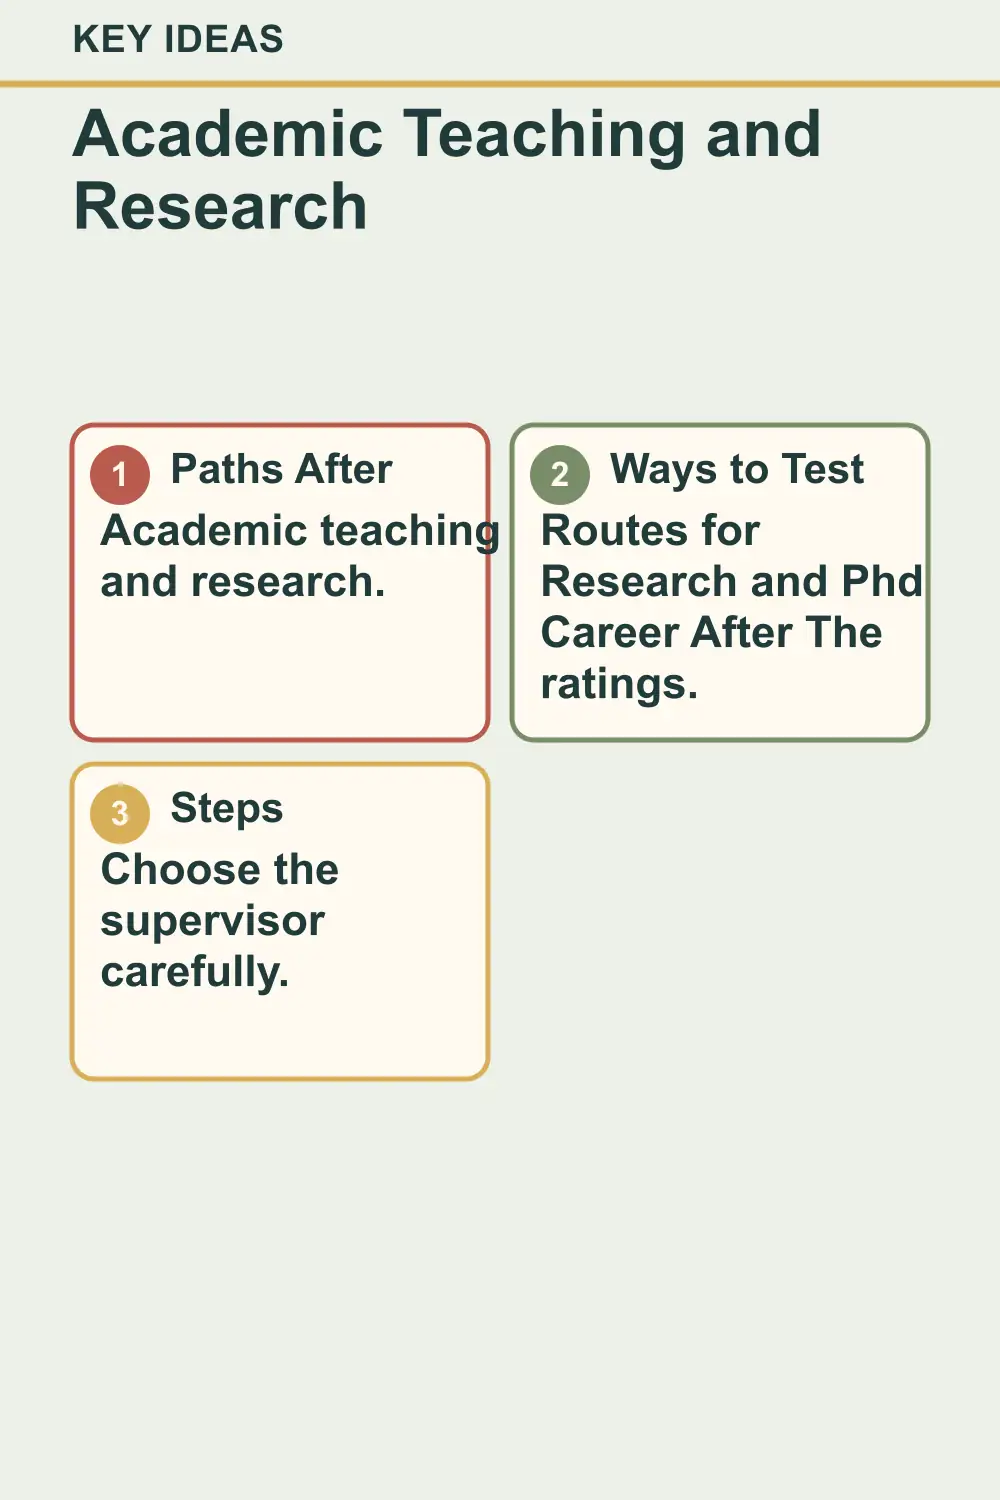 KEY IDEAS
Academic Teaching and
Research
1 Paths After
Academic teaching
and research.
2 Ways to Test
Routes for
Research and Phd
Career After The
ratings.
3 Steps
Choose the
supervisor
carefully.